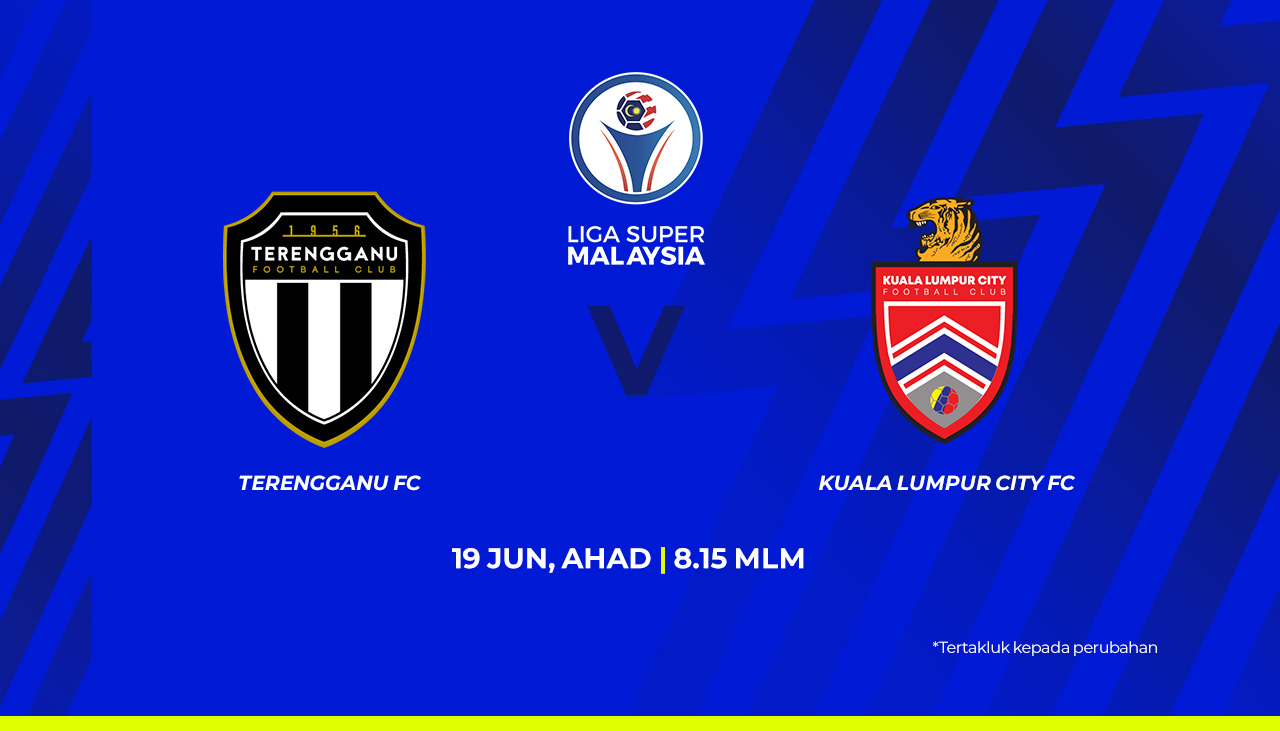 LIGA SUPER
MALAYSIA
1956
TERENGGANU
FOOTBALL CLUB
KUALA LUMPUR CITY
FOOTBALL CLUB
V
TERENGGANU FC
KUALA LUMPUR CITY FC
19 JUN, AHAD | 8.15 MLM
*Tertakluk kepada perubahan